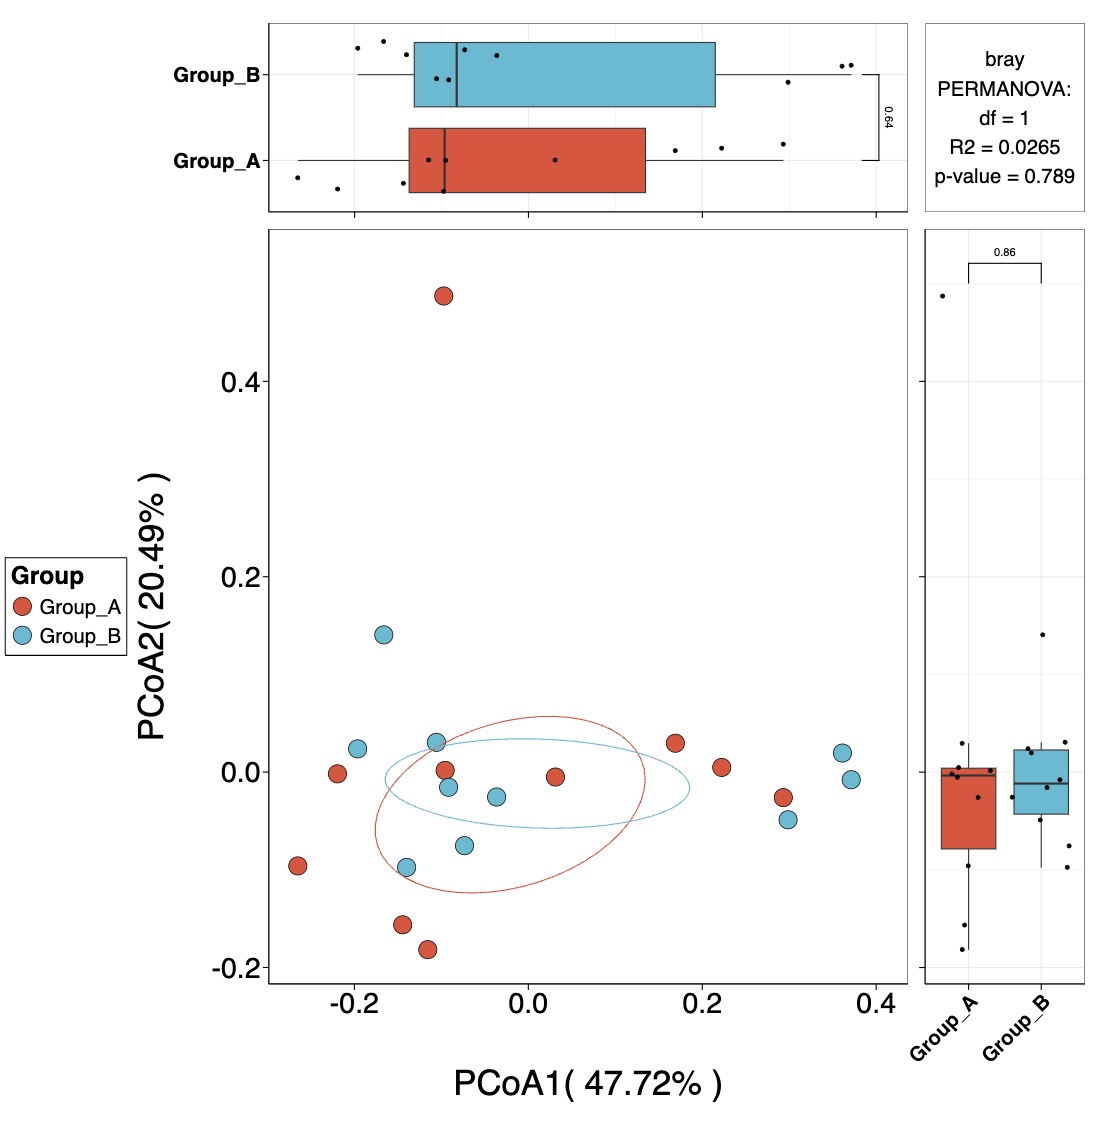 Group_B
Group_A
0.64
bray
PERMANOVA:
df = 1
R2 = 0.0265
p-value = 0.789
0.86
0.4
0.2
0.0
-0.2
PCoA2( 20.49% )
Group
Group_A
Group_B
-0.2
0.0
0.2
0.4
PCoA1( 47.72% )
Group_A
Group_B